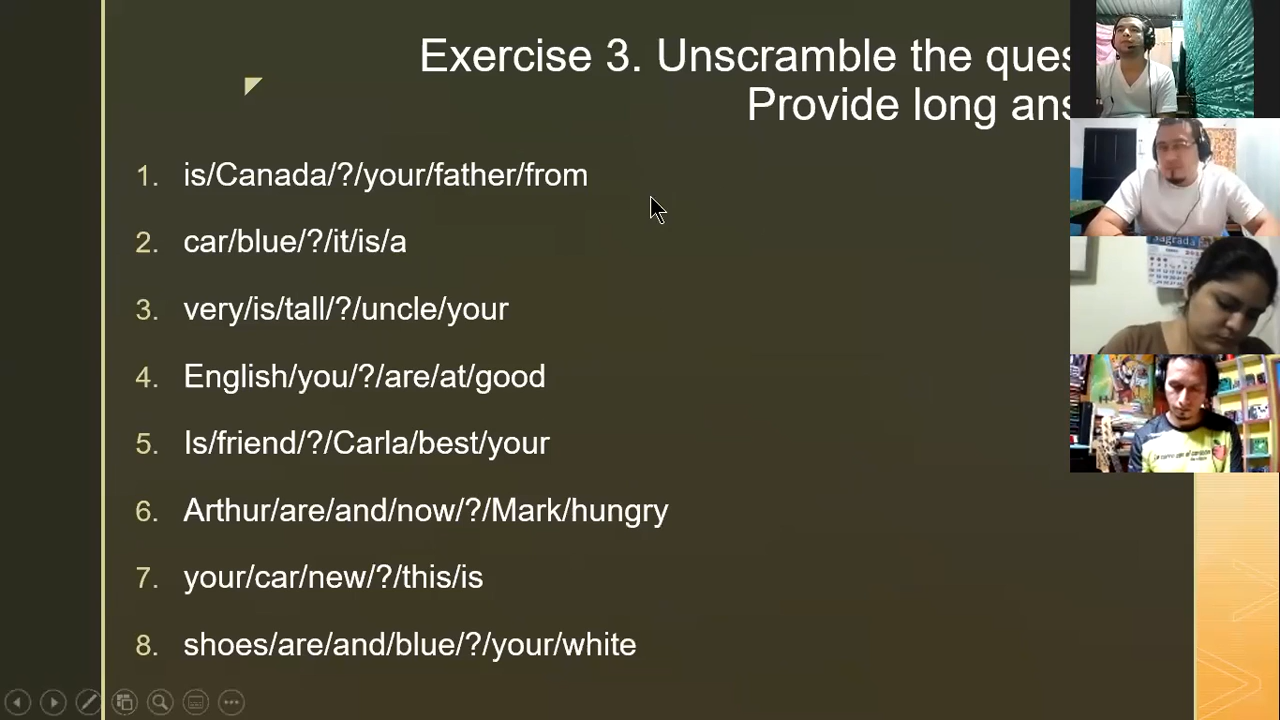 Exercise 3. Unscramble the
Provide long
1. is/Canada/?/your/father/from
2. car/blue/?/it/is/a
3. very/is/tall/?/uncle/your
4. English/you/?/are/at/good
5. Is/friend/?/Carla/best/your
6. Arthur/are/and/now/?/Mark/hungry
7. your/car/new/?/this/is
8. shoes/are/and/blue/?/your/white
Sagrada